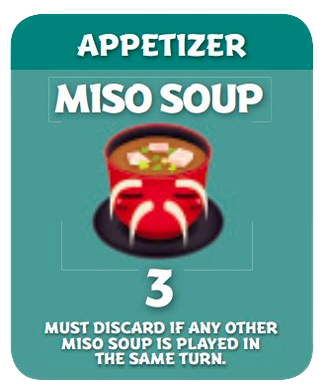 APPETIZER
MISO SOUP
3
MUST DISCARD IF ANY OTHER
MISO SOUP IS PLAYED IN
THE SAME TURN.